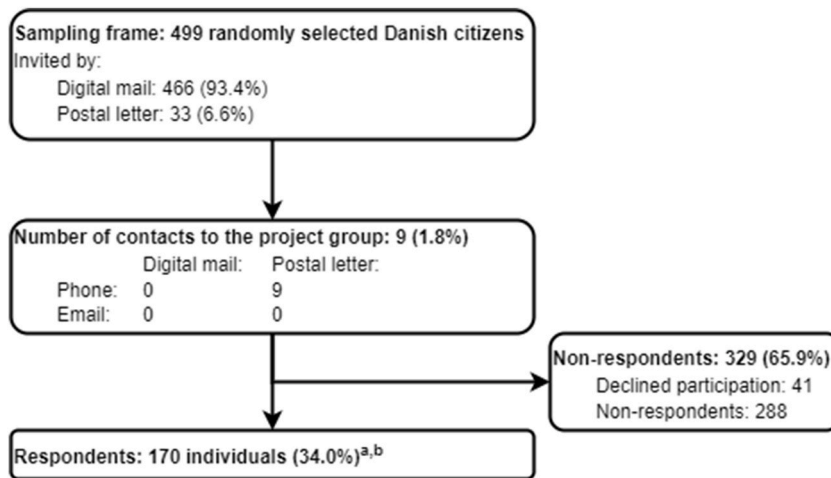 Sampling frame: 499 randomly selected Danish citizens
Invited by:
Digital mail: 466 (93.4%)
Postal letter: 33 (6.6%)
Number of contacts to the project group: 9 (1.8%)
Digital mail: Postal letter:
Phone: 0 9
Email: 0 0
Non-respondents: 329 (65.9%)
Declined participation: 41
Non-respondents: 288
Respondents: 170 individuals (34.0%)a,b